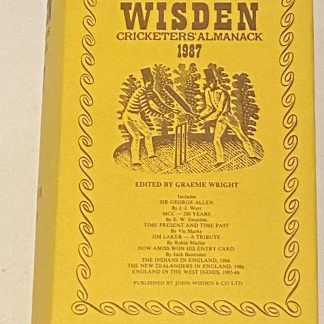 WISDEN
CRICKETERS' ALMANACK
1987
EDITED BY GRAEME WRIGHT
Includes
SIR GEORGE ALLEN
By J. J. Warr
MCC — 200 YEARS
By E. W. Swanton
TIME PRESENT AND TIME PAST
By Vic Marks
JIM LAKER — A TRIBUTE
By Robin Marlar
HOW AMISS WON HIS ENTRY CARD
By Jack Bannister
THE INDIANS IN ENGLAND, 1986
THE NEW ZEALANDERS IN ENGLAND, 1986
ENGLAND IN THE WEST INDIES, 1985-86
PUBLISHED BY JOHN WISDEN & CO LTD